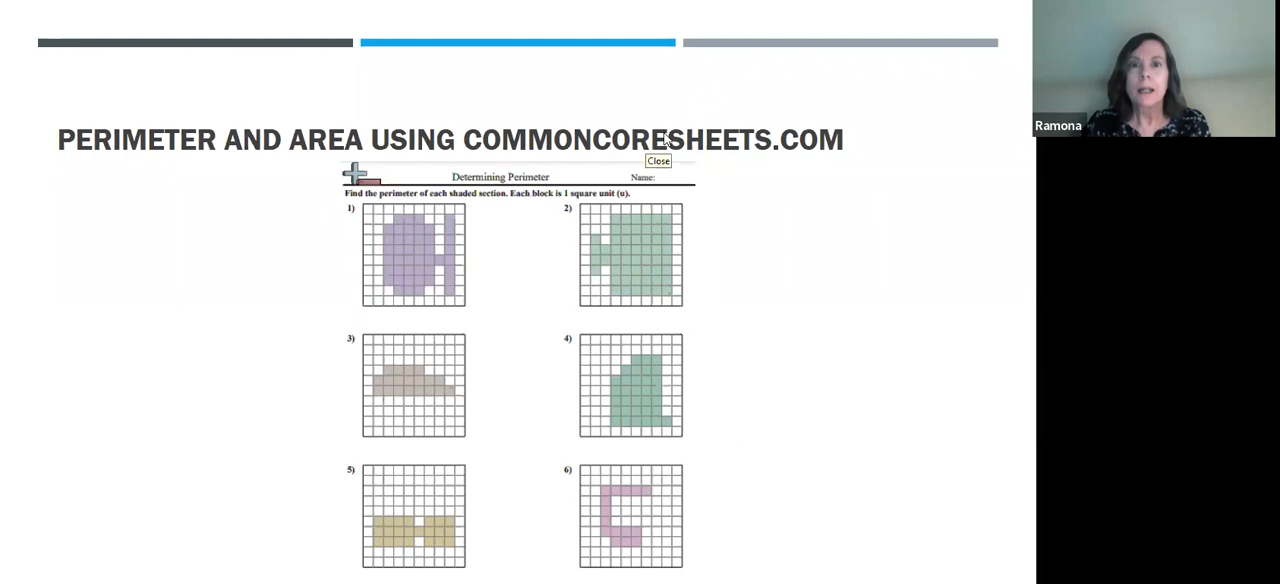 PERIMETER AND AREA USING COMMONCORESHEETS.COM
Close
Determining Perimeter Name:
Find the perimeter of each shaded section. Each block is 1 square unit (u).
1) 2)
3) 4)
5) 6)
Ramona